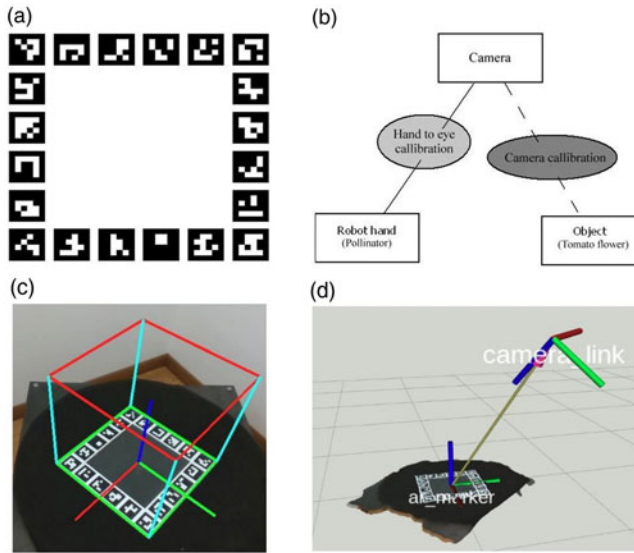 (a)
(b)
Camera
Hand to eye
callibration
Camera callibration
Robot hand
(Pollinator)
Object
(Tomato flower)
(c)
(d)
camera_link
ar_marker